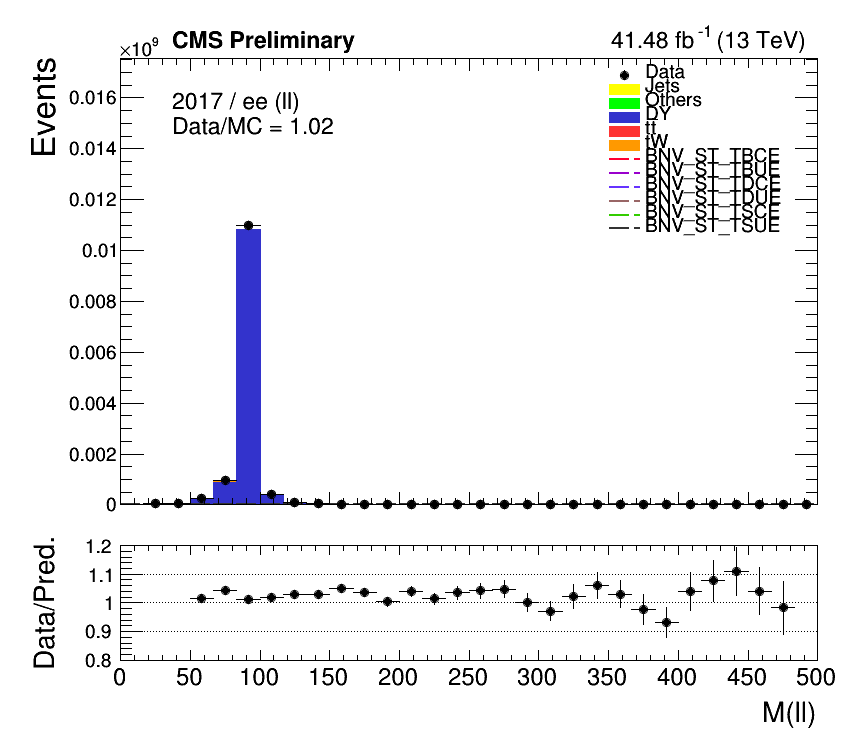 ×10⁹ CMS Preliminary 41.48 fb⁻¹ (13 TeV)
Events
2017 / ee (ll)
Data/MC = 1.02
Data
Jets
Others
DY
tt
tW
BNV_ST_TBCE
BNV_ST_TBUE
BNV_ST_TDCE
BNV_ST_TDUE
BNV_ST_TSCE
BNV_ST_TSUE
0.016
0.014
0.012
0.01
0.008
0.006
0.004
0.002
0
Data/Pred.
1.2
1.1
1
0.9
0.8
0 50 100 150 200 250 300 350 400 450 500
M(ll)